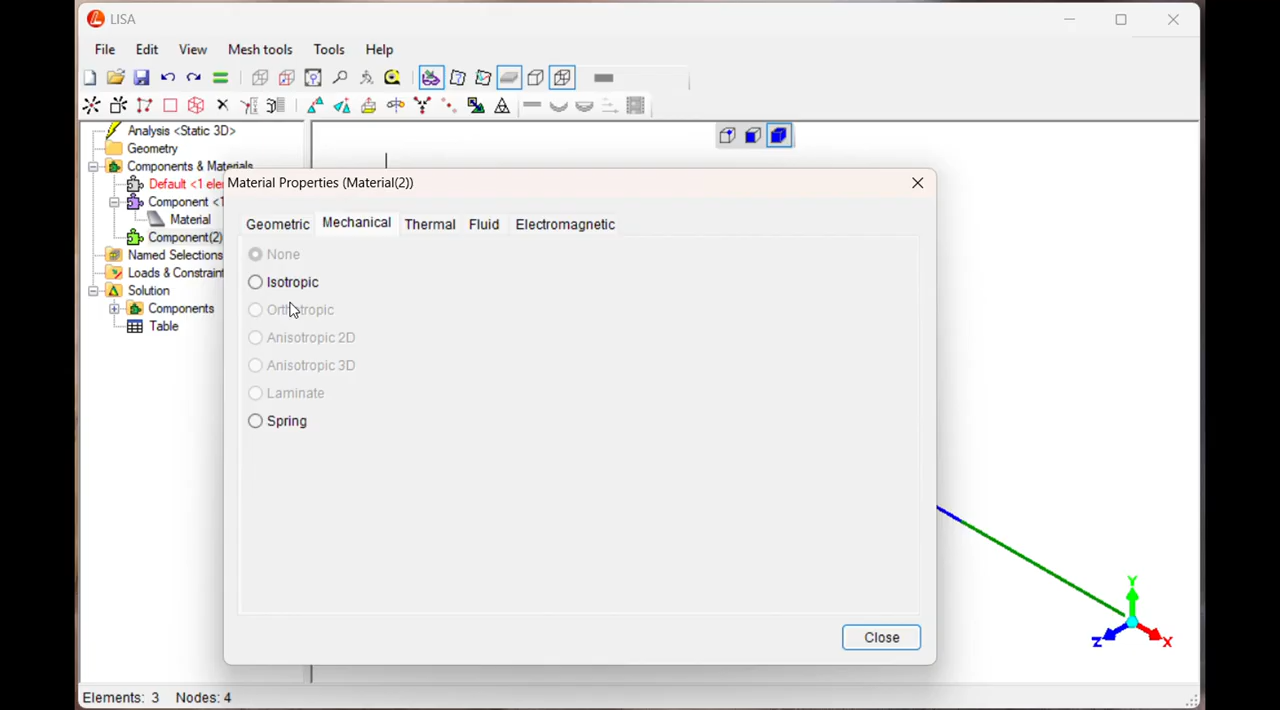 LISA
File Edit View Mesh tools Tools Help
Analysis <Static 3D>
Geometry
Components & Materials
Default <1 ele
Component <1
Material
Component(2)
Named Selections
Loads & Constraint
Solution
Components
Table
Material Properties (Material(2))
Geometric Mechanical Thermal Fluid Electromagnetic
None
Isotropic
Orthotropic
Anisotropic 2D
Anisotropic 3D
Laminate
Spring
Close
Y
Z X
Elements: 3 Nodes: 4